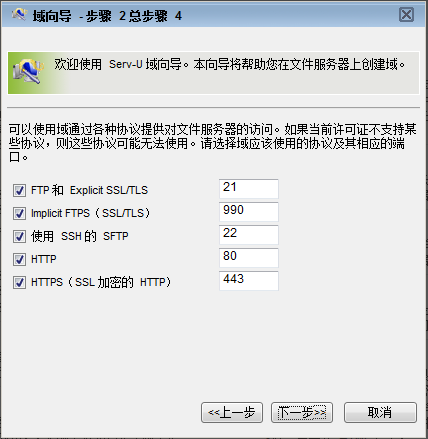 域向导 - 步骤 2 总步骤 4
欢迎使用 Serv-U 域向导。本向导将帮助您在文件服务器上创建域。
可以使用域通过各种协议提供对文件服务器的访问。如果当前许可证不支持某
些协议，则这些协议可能无法使用。请选择域应该使用的协议及其相应的端
口。
FTP 和 Explicit SSL/TLS 21
Implicit FTPS（SSL/TLS） 990
使用 SSH 的 SFTP 22
HTTP 80
HTTPS（SSL 加密的 HTTP） 443
<<上一步 下一步>> 取消